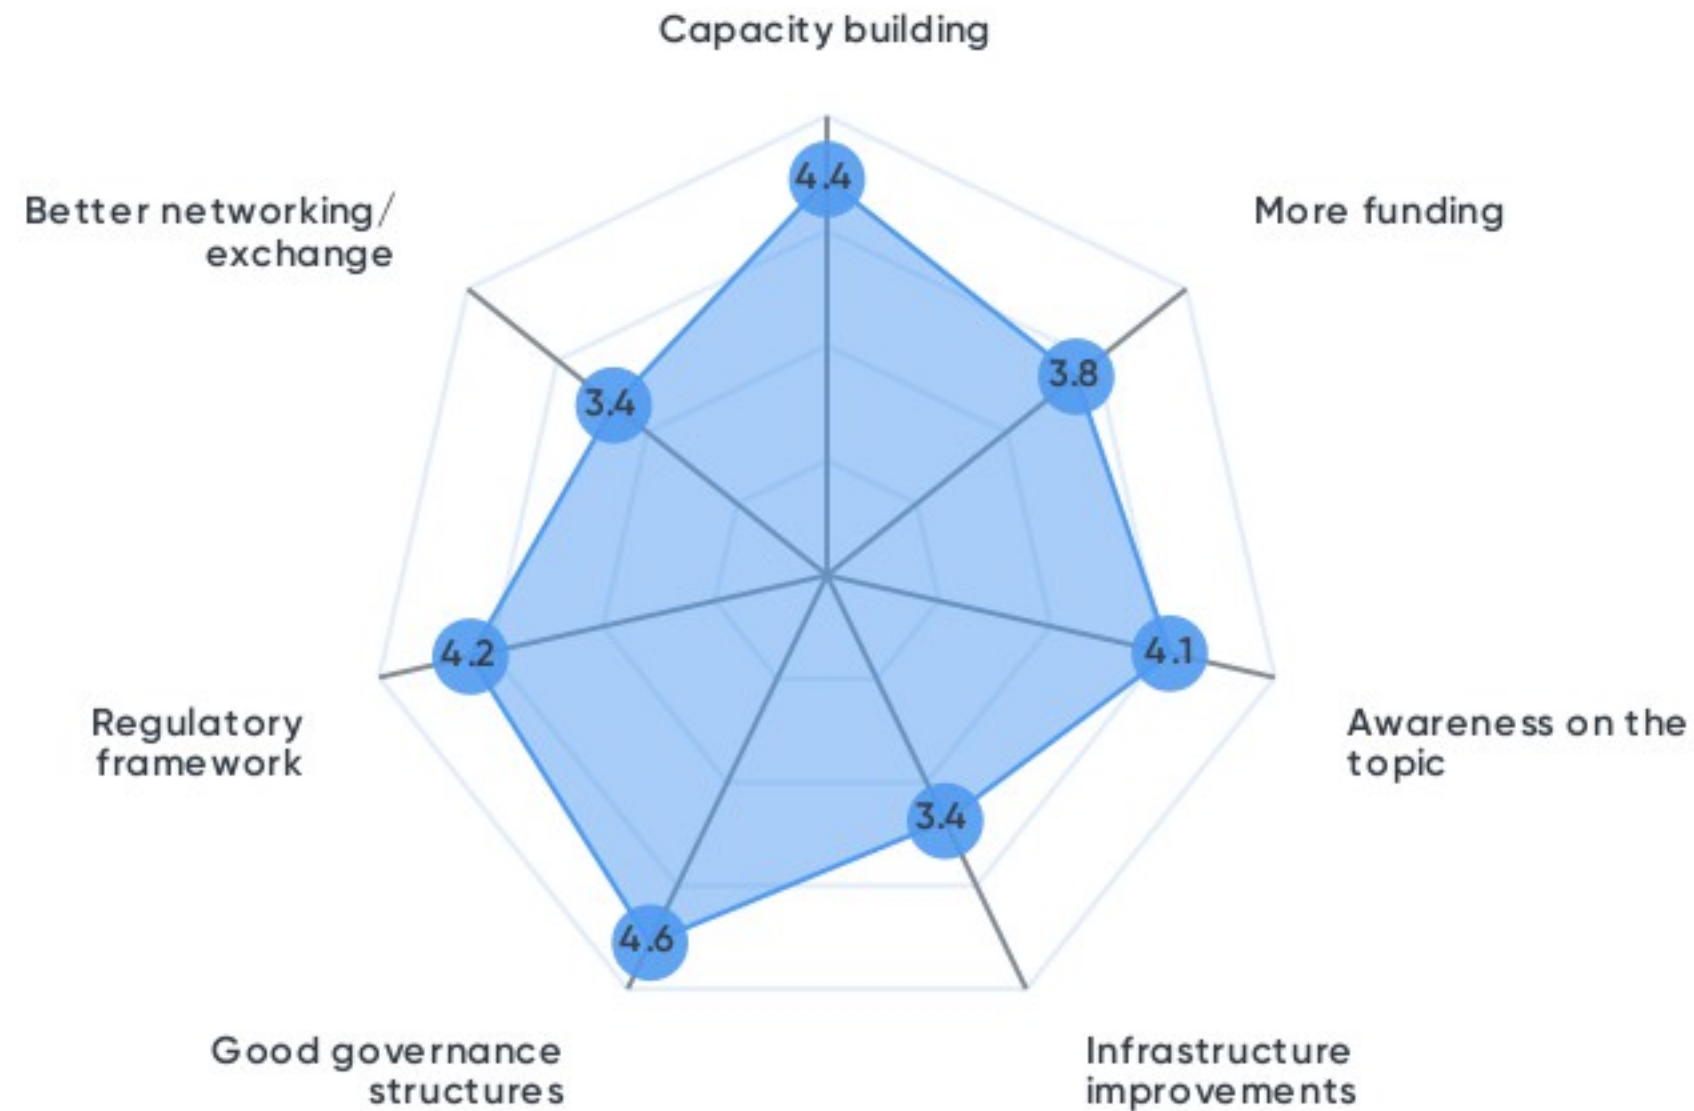 Capacity building
Better networking/
exchange
More funding
4.4
3.8
3.4
4.2
4.1
Regulatory
framework
Awareness on the
topic
3.4
4.6
Good governance
structures
Infrastructure
improvements